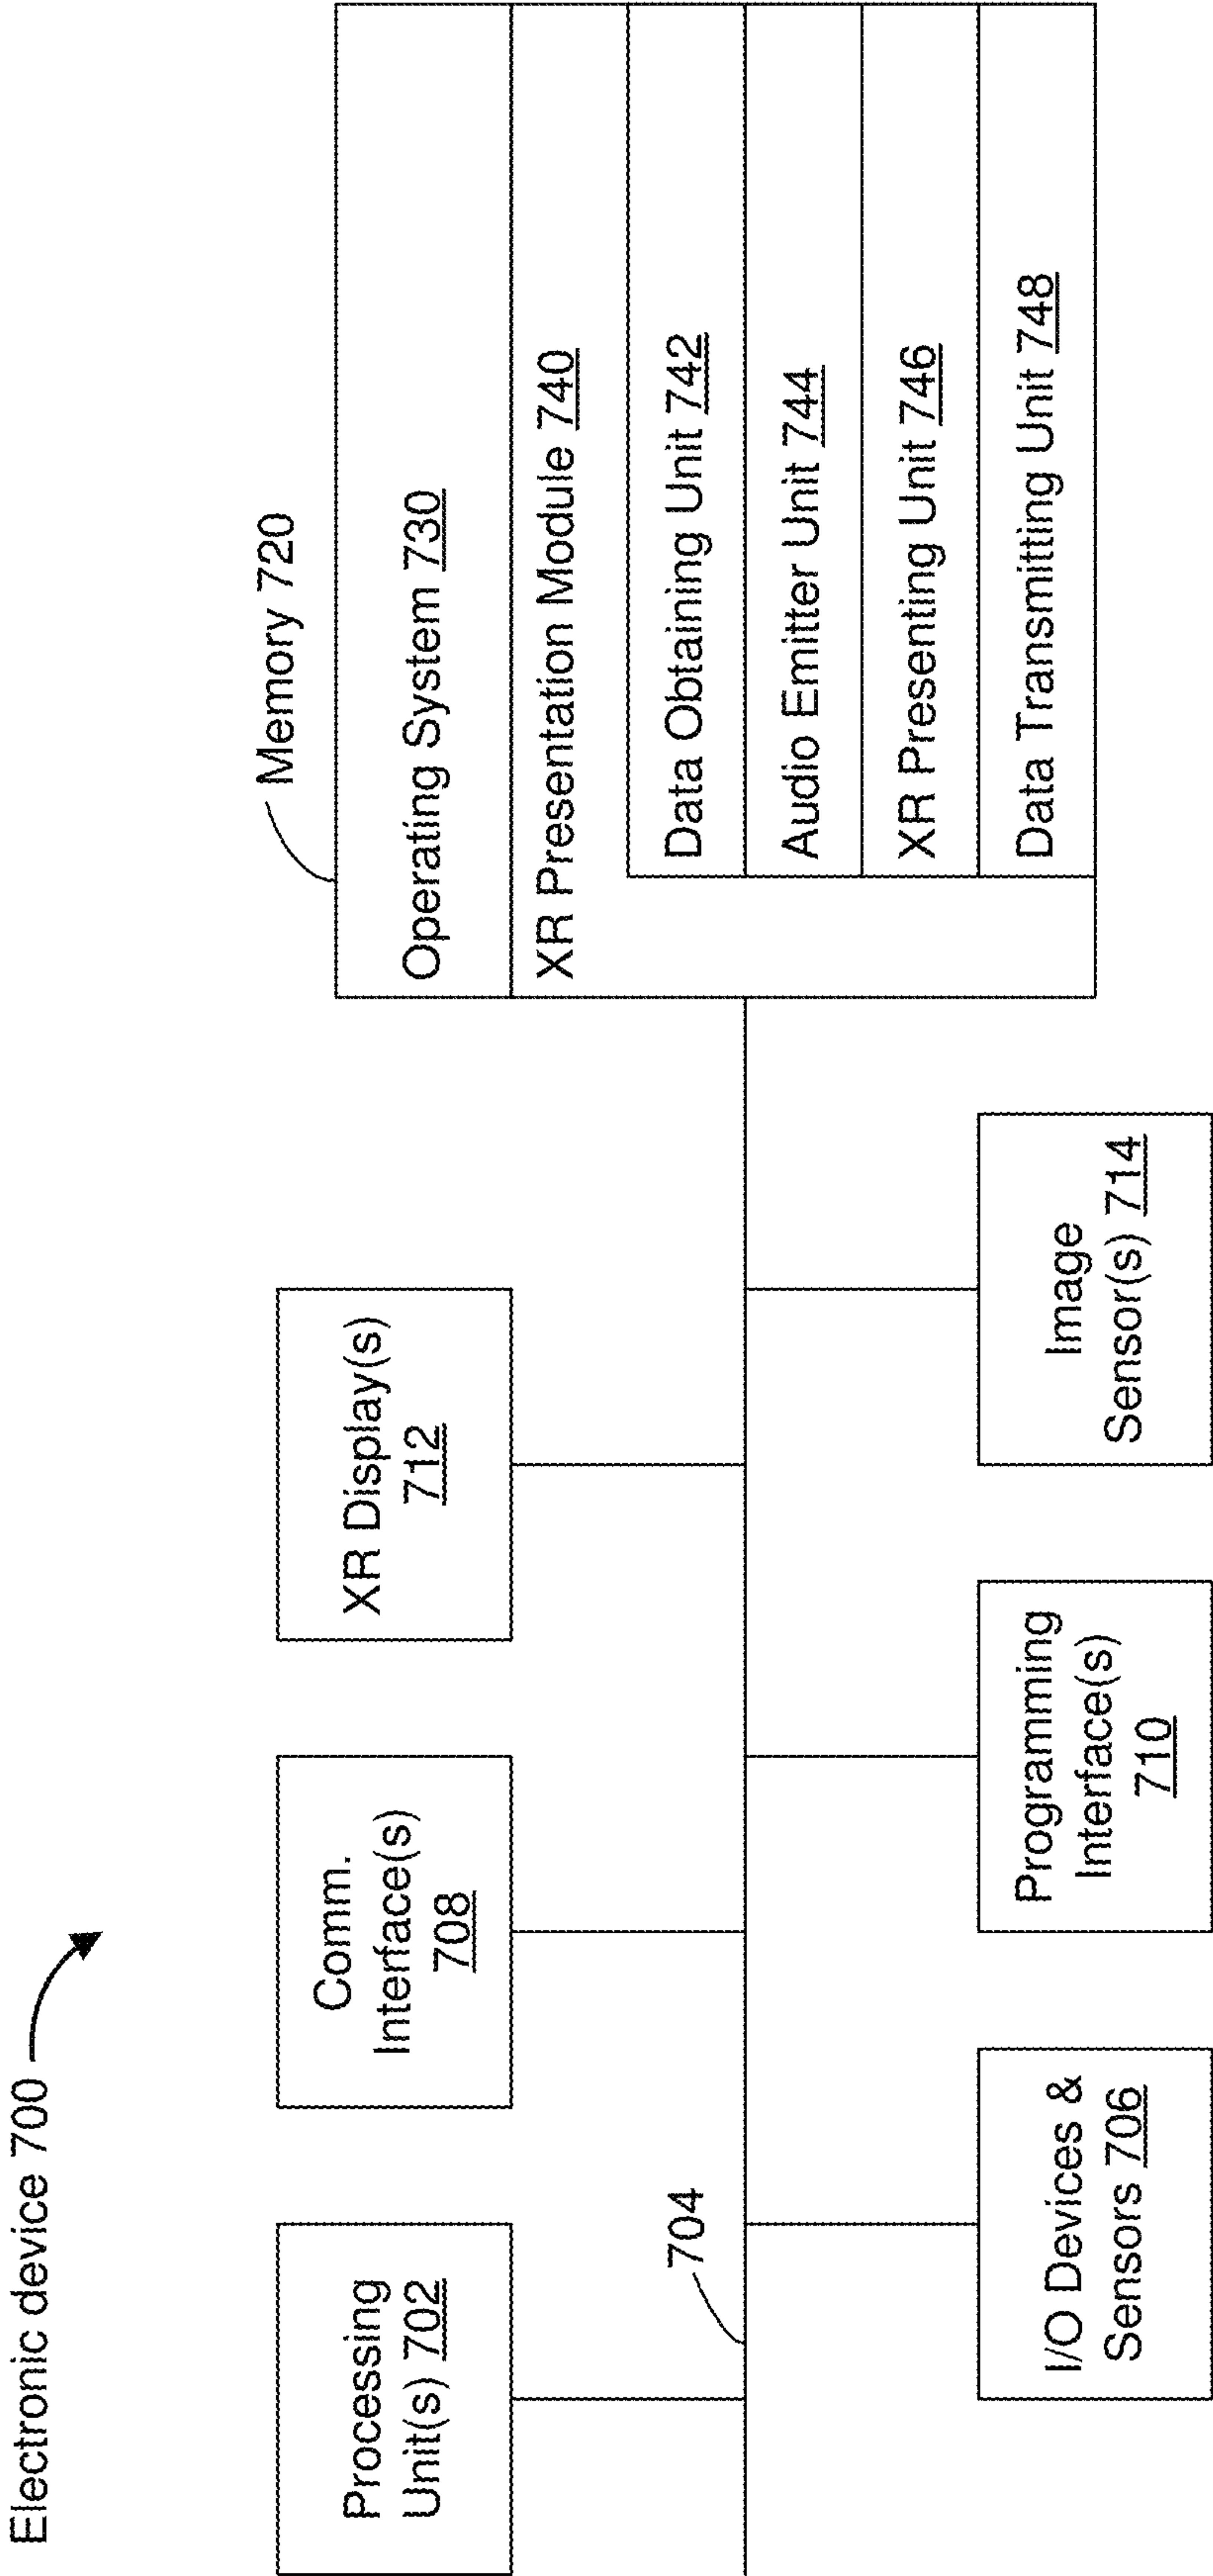 Electronic device 700
Processing
Unit(s) 702
Comm.
Interface(s)
708
XR Display(s)
712
Memory 720
Operating System 730
XR Presentation Module 740
Data Obtaining Unit 742
Audio Emitter Unit 744
XR Presenting Unit 746
Data Transmitting Unit 748
704
I/O Devices &
Sensors 706
Programming
Interface(s)
710
Image
Sensor(s) 714